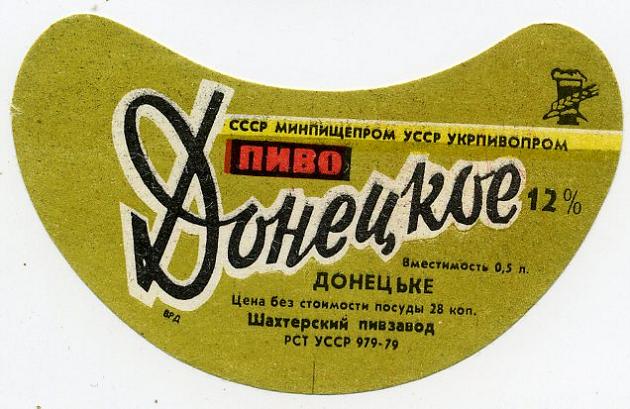 СССР МИНПИЩЕПРОМ УССР УКРПИВОПРОМ
ПИВО
Донецкое
12%
Вместимость 0,5 л.
ДОНЕЦЬКЕ
Цена без стоимости посуды 28 коп.
Шахтерский пивзавод
РСТ УССР 979-79
ВРД